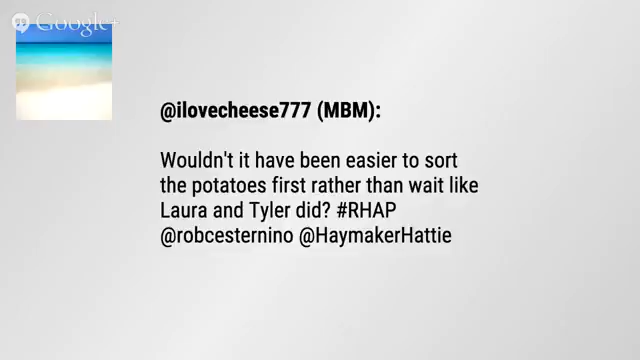 Google+
@ilovecheese777 (MBM):
Wouldn't it have been easier to sort
the potatoes first rather than wait like
Laura and Tyler did? #RHAP
@robcesternino @HaymakerHattie